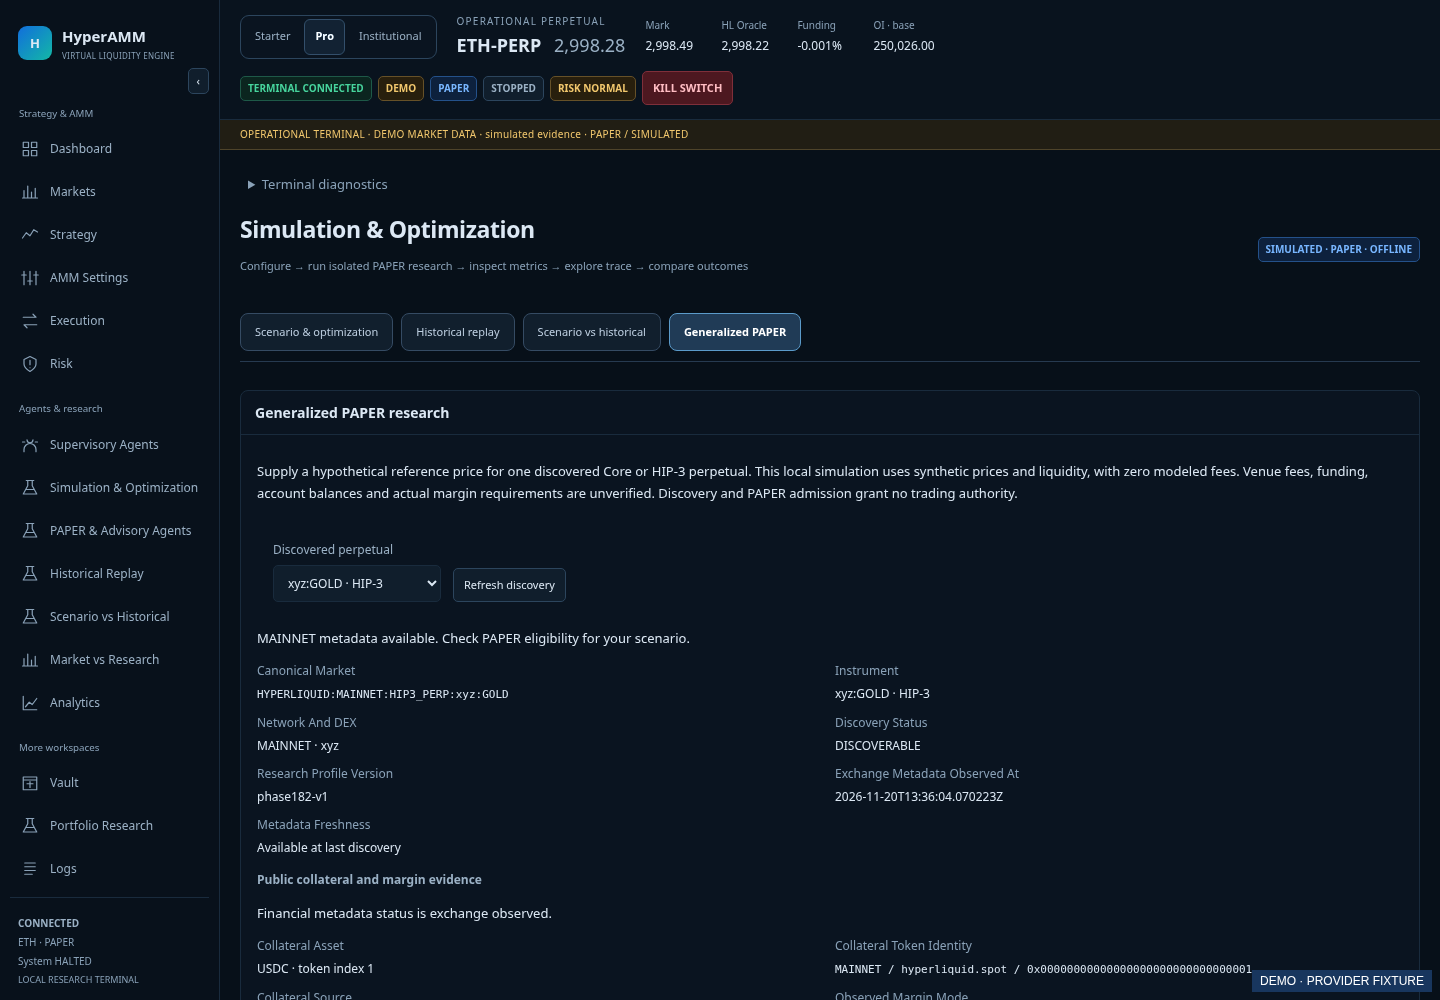 H
HyperAMM
VIRTUAL LIQUIDITY ENGINE
‹
Strategy & AMM
Dashboard
Markets
Strategy
AMM Settings
Execution
Risk
Agents & research
Supervisory Agents
Simulation & Optimization
PAPER & Advisory Agents
Historical Replay
Scenario vs Historical
Market vs Research
Analytics
More workspaces
Vault
Portfolio Research
Logs
CONNECTED
ETH · PAPER
System HALTED
LOCAL RESEARCH TERMINAL
Starter Pro Institutional
OPERATIONAL PERPETUAL
ETH-PERP 2,998.28
Mark
2,998.49
HL Oracle
2,998.22
Funding
-0.001%
OI · base
250,026.00
TERMINAL CONNECTED DEMO PAPER STOPPED RISK NORMAL KILL SWITCH
OPERATIONAL TERMINAL · DEMO MARKET DATA · simulated evidence · PAPER / SIMULATED
▶ Terminal diagnostics
Simulation & Optimization
Configure → run isolated PAPER research → inspect metrics → explore trace → compare outcomes
SIMULATED · PAPER · OFFLINE
Scenario & optimization Historical replay Scenario vs historical Generalized PAPER
Generalized PAPER research
Supply a hypothetical reference price for one discovered Core or HIP-3 perpetual. This local simulation uses synthetic prices and liquidity, with zero modeled fees. Venue fees, funding,
account balances and actual margin requirements are unverified. Discovery and PAPER admission grant no trading authority.
Discovered perpetual
xyz:GOLD · HIP-3 Refresh discovery
MAINNET metadata available. Check PAPER eligibility for your scenario.
Canonical Market
HYPERLIQUID:MAINNET:HIP3_PERP:xyz:GOLD
Instrument
xyz:GOLD · HIP-3
Network And DEX
MAINNET · xyz
Discovery Status
DISCOVERABLE
Research Profile Version
phase182-v1
Exchange Metadata Observed At
2026-11-20T13:36:04.070223Z
Metadata Freshness
Available at last discovery
Public collateral and margin evidence
Financial metadata status is exchange observed.
Collateral Asset
USDC · token index 1
Collateral Token Identity
MAINNET / hyperliquid.spot / 0x00000000000000000000000000000001
Collateral Source
Observed Margin Mode
DEMO · PROVIDER FIXTURE